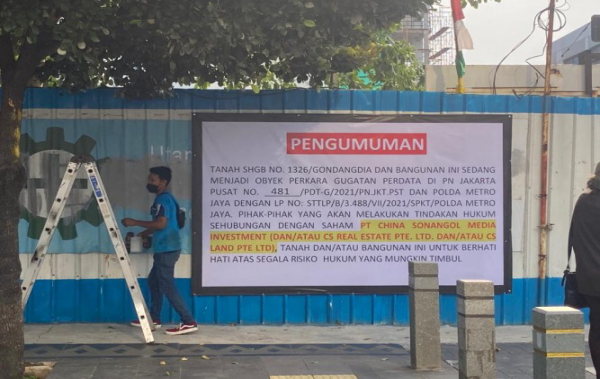 PENGUMUMAN
TANAH SHGB NO. 1326/GONDANGDIA DAN BANGUNAN INI SEDANG
MENJADI OBYEK PERKARA GUGATAN PERDATA DI PN JAKARTA
PUSAT NO. 481 /PDT-G/2021/PN.JKT.PST DAN POLDA METRO
JAYA DENGAN LP NO: STTLP/B/3.488/VII/2021/SPKT/POLDA METRO
JAYA. PIHAK-PIHAK YANG AKAN MELAKUKAN TINDAKAN HUKUM
SEHUBUNGAN DENGAN SAHAM PT CHINA SONANGOL MEDIA
INVESTMENT (DAN/ATAU CS REAL ESTATE PTE, LTD. DAN/ATAU CS
LAND PTE LTD), TANAH DAN/ATAU BANGUNAN INI UNTUK BERHATI
HATI ATAS SEGALA RISIKO HUKUM YANG MUNGKIN TIMBUL